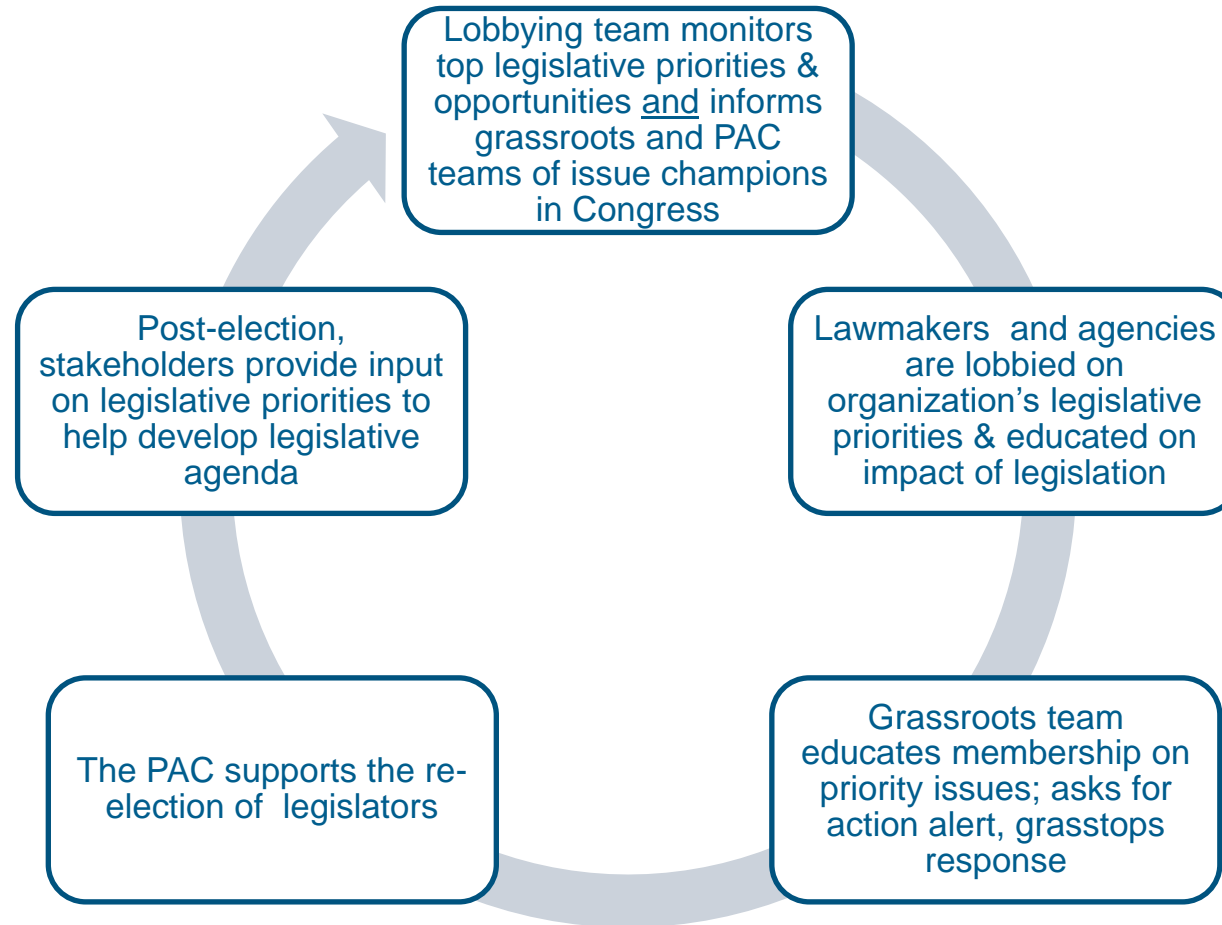 Lobbying team monitors
top legislative priorities &
opportunities and informs
grassroots and PAC
teams of issue champions
in Congress
Lawmakers  and agencies
are lobbied on
organization’s legislative
priorities & educated on
impact of legislation
Grassroots team
educates membership on
priority issues; asks for
action alert, grasstops
response
The PAC supports the re-
election of  legislators
Post-election,
stakeholders provide input
on legislative priorities to
help develop legislative
agenda